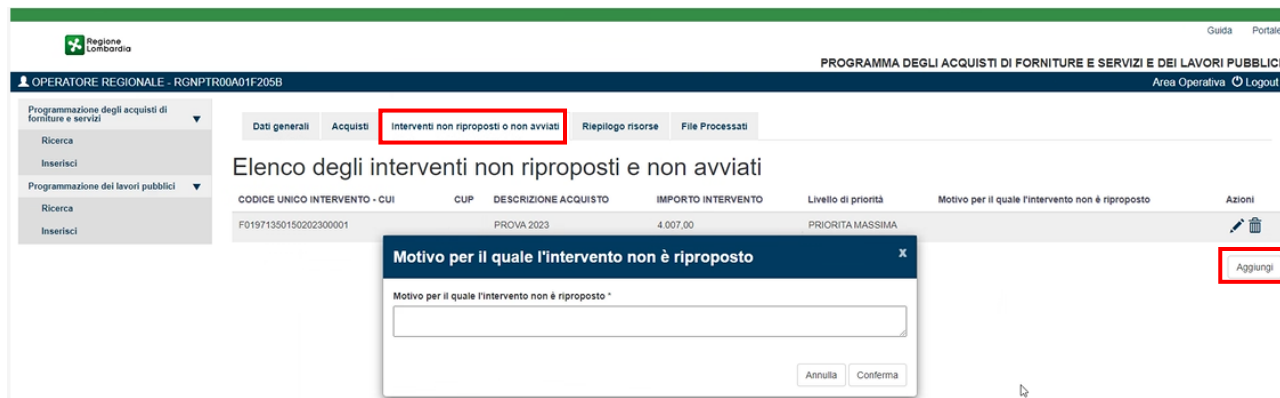 Guida Portale
Regione
Lombardia
PROGRAMMA DEGLI ACQUISTI DI FORNITURE E SERVIZI E DEI LAVORI PUBBLICI
OPERATORE REGIONALE - RGNPTR00A01F205B
Area Operativa Logout
Programmazione degli acquisti di
forniture e servizi
Ricerca
Inserisci
Programmazione dei lavori pubblici
Ricerca
Inserisci
Dati generali Acquisti Interventi non riproposti o non avviati Riepilogo risorse File Processati
Elenco degli interventi non riproposti e non avviati
CODICE UNICO INTERVENTO - CUI CUP DESCRIZIONE ACQUISTO IMPORTO INTERVENTO Livello di priorità Motivo per il quale l'intervento non è riproposto Azioni
F01971350150202300001 PROVA 2023 4.007,00 PRIORITA MASSIMA
Aggiungi
Motivo per il quale l'intervento non è riproposto x
Motivo per il quale l'intervento non è riproposto *
Annulla Conferma